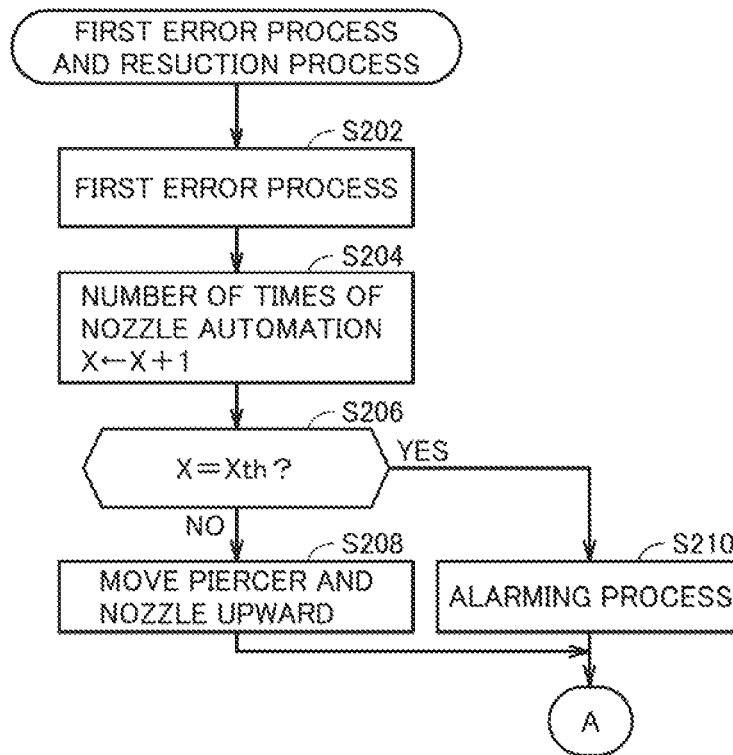 FIRST ERROR PROCESS
AND RESUCTION PROCESS
S202
FIRST ERROR PROCESS
S204
NUMBER OF TIMES OF
NOZZLE AUTOMATION
X←X+1
S206
X=Xth?
YES
NO
S208
MOVE PIERCER AND
NOZZLE UPWARD
S210
ALARMING PROCESS
A